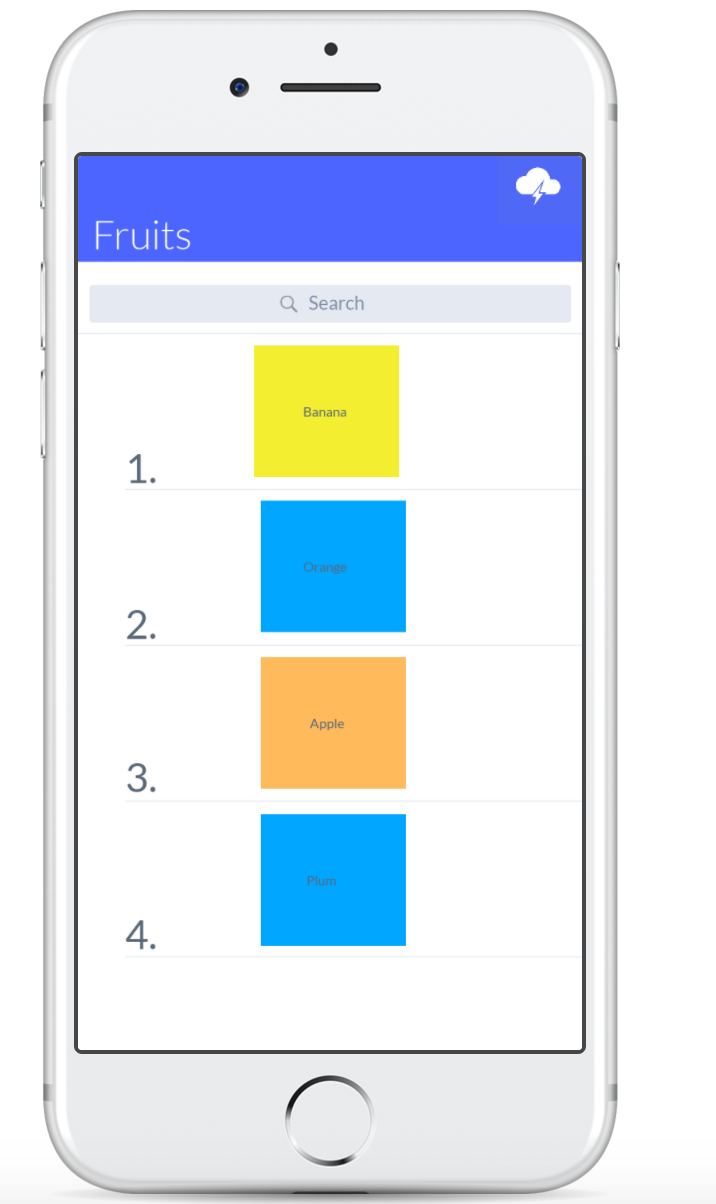 Fruits
Search
Banana
1.
Orange
2.
Apple
3.
Plum
4.